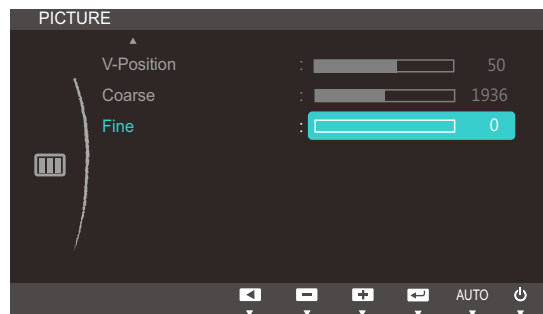 PICTURE
V-Position : 50
Coarse : 1936
Fine : 0
AUTO